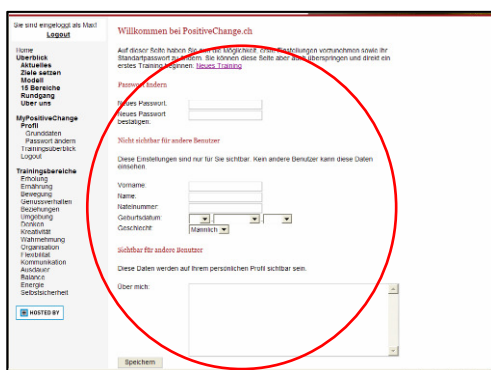 Sie sind eingeloggt als Max!
Logout
Home
Überblick
Aktuelles
Ziele setzen
Modell
15 Bereiche
Rundgang
Über uns
MyPositiveChange
Profil
Grunddaten
Passwort ändern
Trainingsüberblick
Logout
Trainingsbereiche
Erholung
Ernährung
Bewegung
Genussverhalten
Beziehungen
Umgebung
Denken
Kreativität
Wahrnehmung
Organisation
Flexibilität
Kommunikation
Ausdauer
Balance
Energie
Selbstsicherheit
HOSTED BY
Willkommen bei PositiveChange.ch
Auf dieser Seite haben Sie nun die Möglichkeit, erste Einstellungen vorzunehmen sowie Ihr
Standartpasswort zu ändern. Sie können diese Seite aber auch überspringen und direkt ein
erstes Training beginnen: Neues Training
Passwort ändern
Neues Passwort:
Neues Passwort
bestätigen:
Nicht sichtbar für andere Benutzer
Diese Einstellungen sind nur für Sie sichtbar. Kein andere Benutzer kann diese Daten
einsehen.
Vorname:
Name:
Natelnummer:
Geburtsdatum:
Geschlecht: Männlich
Sichtbar für andere Benutzer
Diese Daten werden auf Ihrem persönlichen Profil sichtbar sein.
Über mich:
Speichern